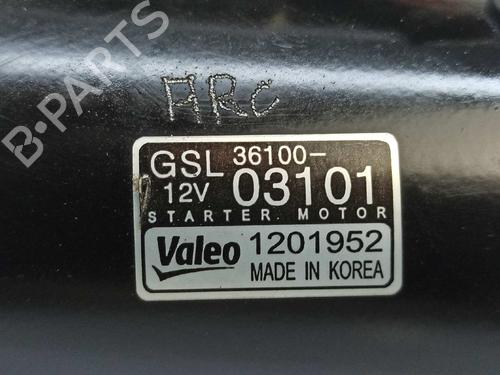 B-PARTS
ARC
GSL 36100-
12V 03101
STARTER MOTOR
Valeo 1201952
MADE IN KOREA